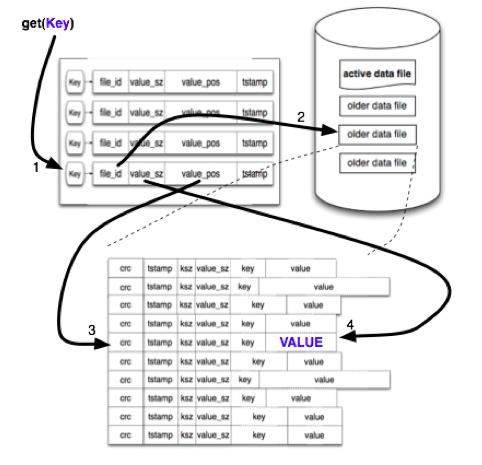 get(Key)
Key file_id value_sz value_pos tstamp
Key file_id value_sz value_pos tstamp
Key file_id value_sz value_pos tstamp
1 Key file_id value_sz value_pos tstamp
active data file
older data file
2 older data file
older data file
crc tstamp ksz value_sz key value
crc tstamp ksz value_sz key value
crc tstamp ksz value_sz key value
crc tstamp ksz value_sz key value
3 crc tstamp ksz value_sz key VALUE 4
crc tstamp ksz value_sz key value
crc tstamp ksz value_sz key value
crc tstamp ksz value_sz key value
crc tstamp ksz value_sz key value
crc tstamp ksz value_sz key value